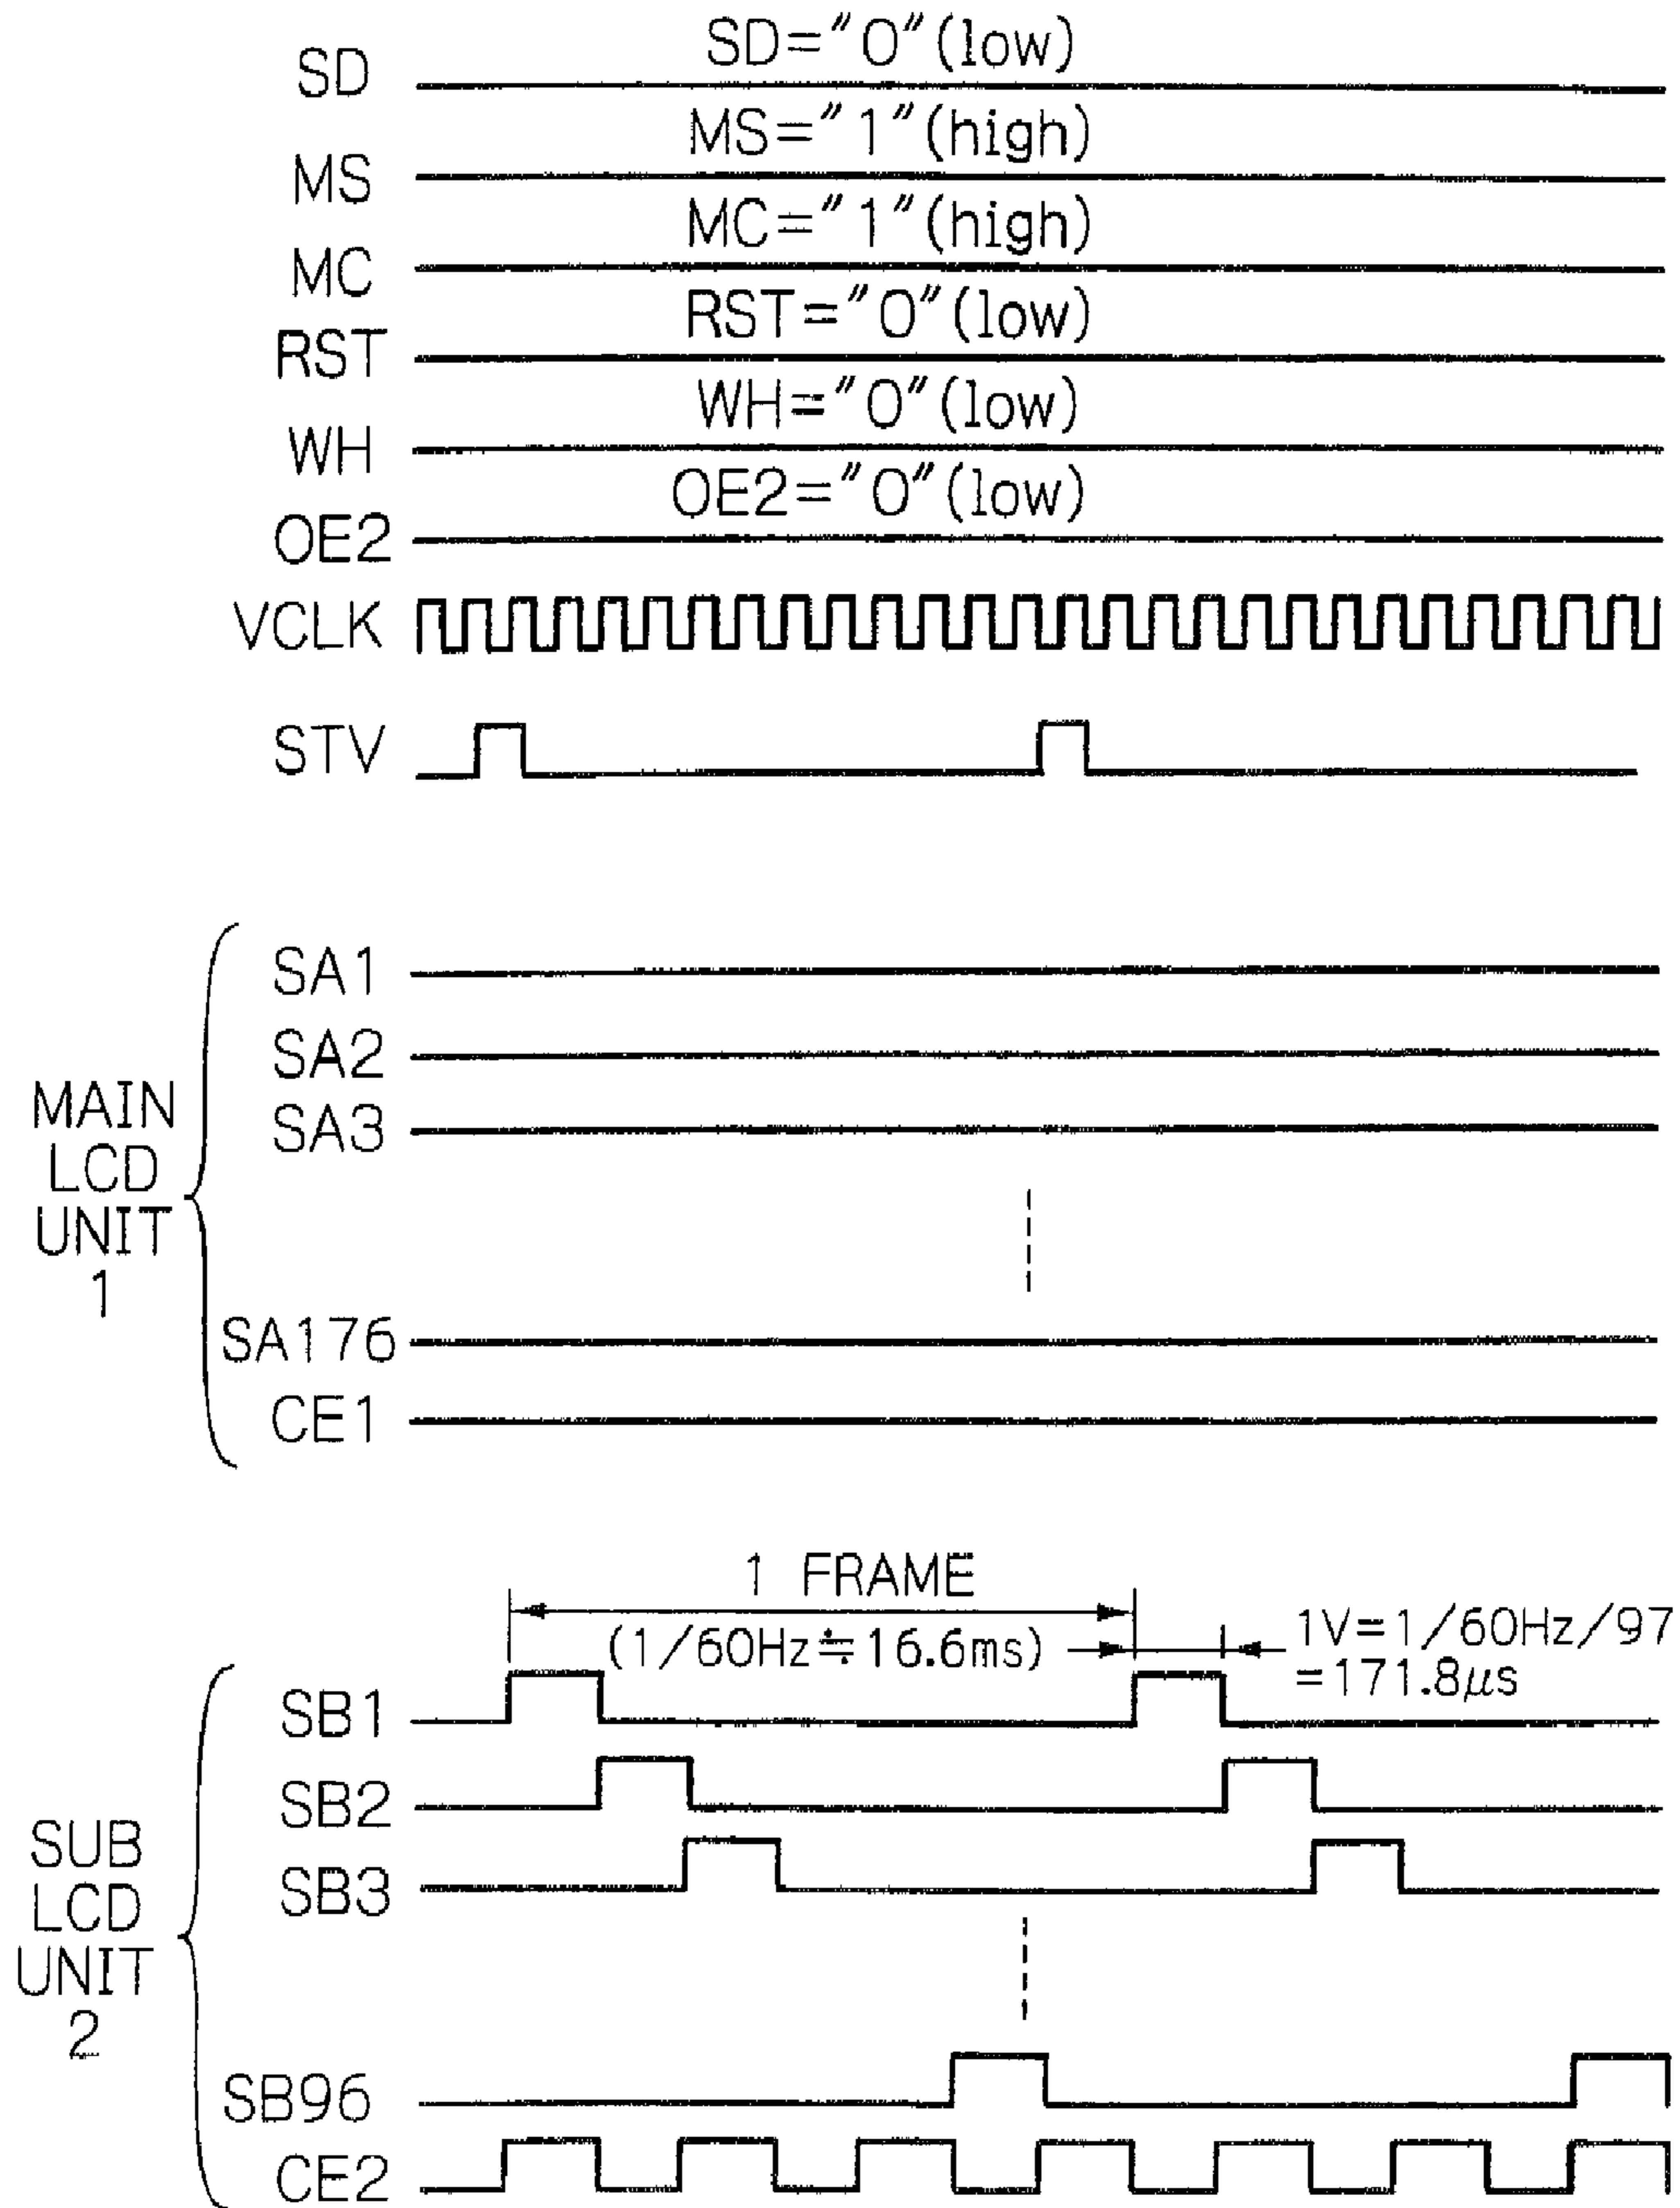 SD SD="0"(low)
MS MS="1"(high)
MC MC="1"(high)
RST RST="0"(low)
WH WH="0"(low)
OE2 OE2="0"(low)
VCLK
STV
MAIN
LCD
UNIT
1
SA1
SA2
SA3
SA176
CE1
1 FRAME
(1/60Hz≒16.6ms)
1V=1/60Hz/97
=171.8μs
SUB
LCD
UNIT
2
SB1
SB2
SB3
SB96
CE2